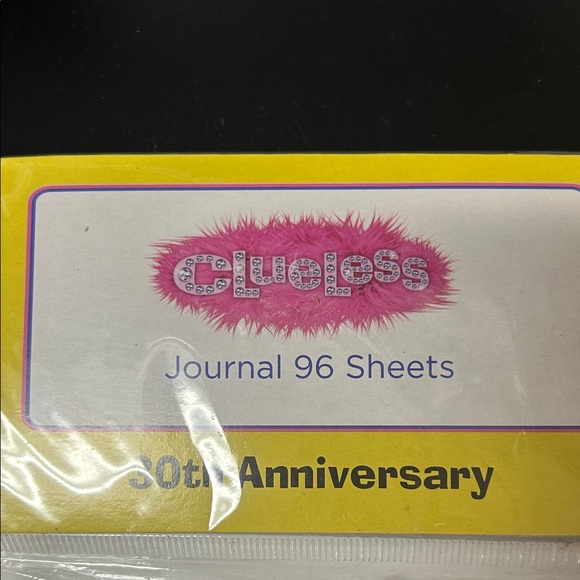 CLUELESS
Journal 96 Sheets
30th Anniversary